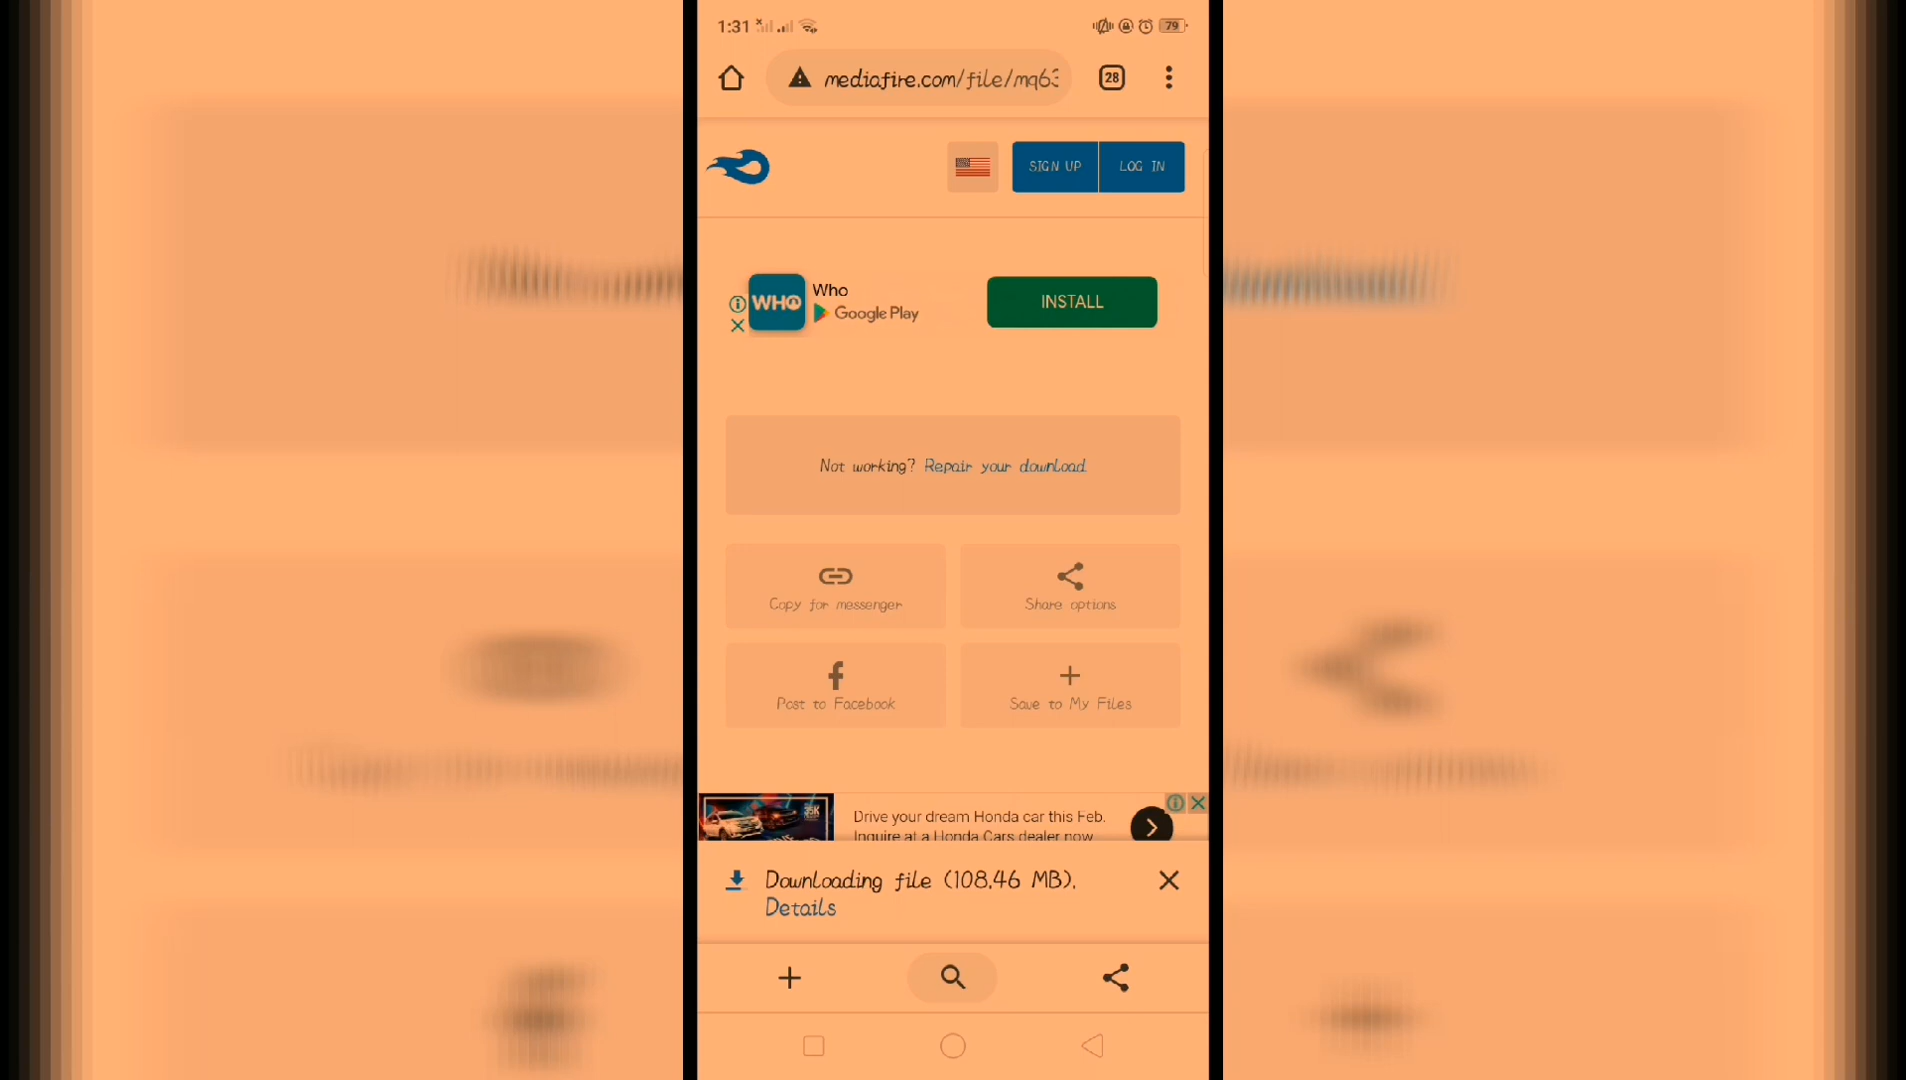 1:31
79
mediafire.com/file/mq63
28
SIGN UP
LOG IN
WHO
Who
Google Play
INSTALL
Not working? Repair your download.
Copy for messenger
Share options
Post to Facebook
Save to My Files
35K
Drive your dream Honda car this Feb.
Inquire at a Honda Cars dealer now
Downloading file (108.46 MB).
Details